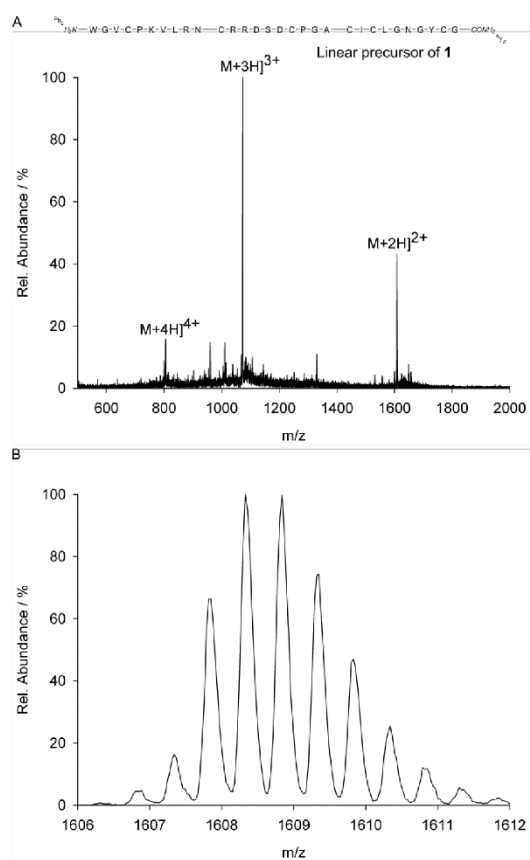 A
H₂N—W-G-V-C-P-K-V-L-R-N—C-R-R-D-S-D-C-P-G-A—C-I-C-L-G-N-G-Y-C-G—CONH₂
Linear precursor of 1
M+3H]3+
M+2H]2+
M+4H]4+
Rel. Abundance / %
100
80
60
40
20
0
600 800 1000 1200 1400 1600 1800 2000
m/z
B
Rel. Abundance / %
100
80
60
40
20
0
1606 1607 1608 1609 1610 1611 1612
m/z